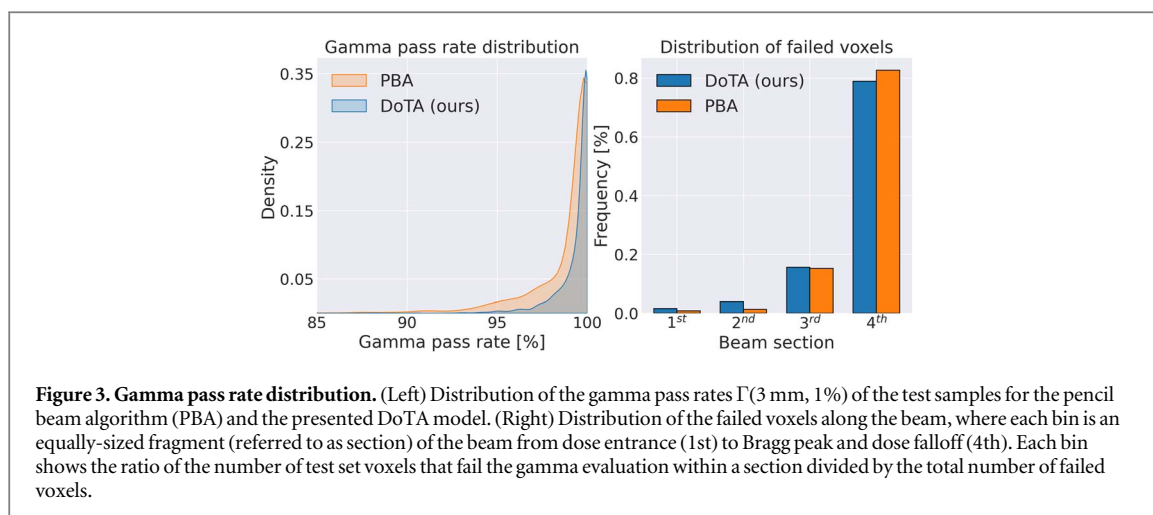 Gamma pass rate distribution
0.35
0.25
0.15
0.05
Density
PBA
DoTA (ours)
85
90
95
100
Gamma pass rate [%]
Distribution of failed voxels
0.8
0.6
0.4
0.2
0.0
Frequency [%]
DoTA (ours)
PBA
1st
2nd
3rd
4th
Beam section
Figure 3. Gamma pass rate distribution. (Left) Distribution of the gamma pass rates Γ(3 mm, 1%) of the test samples for the pencil
beam algorithm (PBA) and the presented DoTA model. (Right) Distribution of the failed voxels along the beam, where each bin is an
equally-sized fragment (referred to as section) of the beam from dose entrance (1st) to Bragg peak and dose falloff (4th). Each bin
shows the ratio of the number of test set voxels that fail the gamma evaluation within a section divided by the total number of failed
voxels.